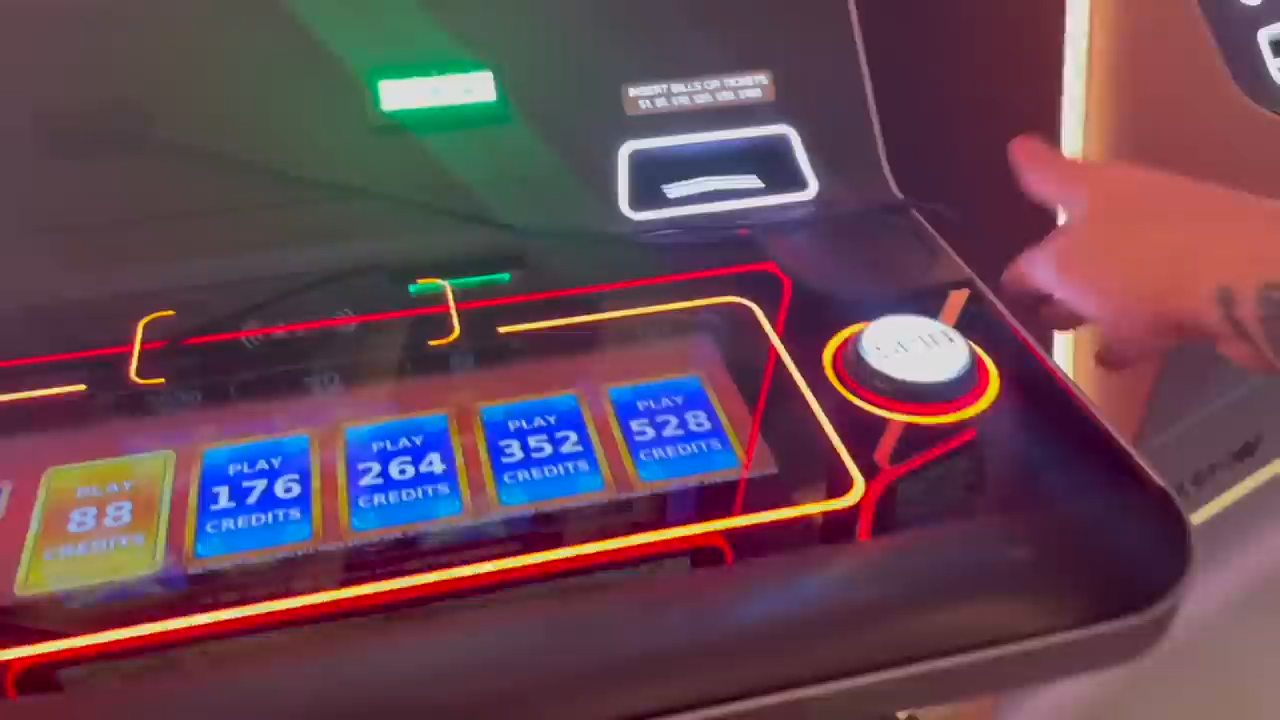 INSERT BILLS OR TICKETS
PLAY
88
CREDITS
PLAY
176
CREDITS
PLAY
264
CREDITS
PLAY
352
CREDITS
PLAY
528
CREDITS